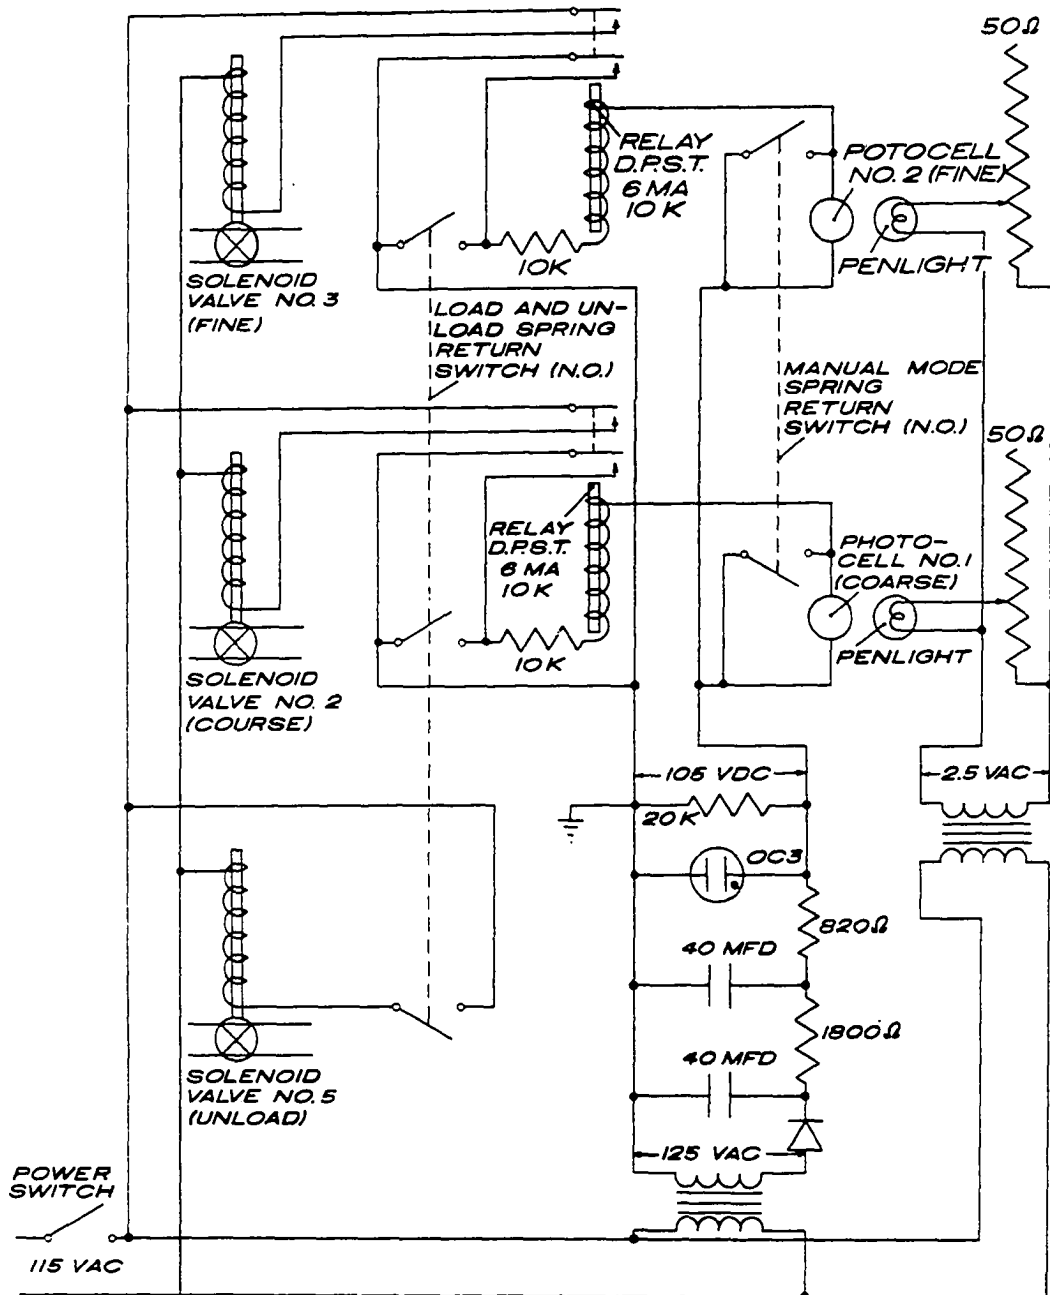 50Ω
RELAY
D.P.S.T.
6 MA
10 K
POTOCELL
NO. 2 (FINE)
10K
PENLIGHT
SOLENOID
VALVE NO. 3
(FINE)
LOAD AND UN-
LOAD SPRING
RETURN
SWITCH (N.O.)
MANUAL MODE
SPRING
RETURN
SWITCH (N.O.)
50Ω
RELAY
D.P.S.T.
6 MA
10 K
PHOTO-
CELL NO. 1
(COARSE)
10K
PENLIGHT
SOLENOID
VALVE NO. 2
(COURSE)
105 VDC
2.5 VAC
20K
OC3
820Ω
40 MFD
1800Ω
40 MFD
SOLENOID
VALVE NO. 5
(UNLOAD)
125 VAC
POWER
SWITCH
115 VAC